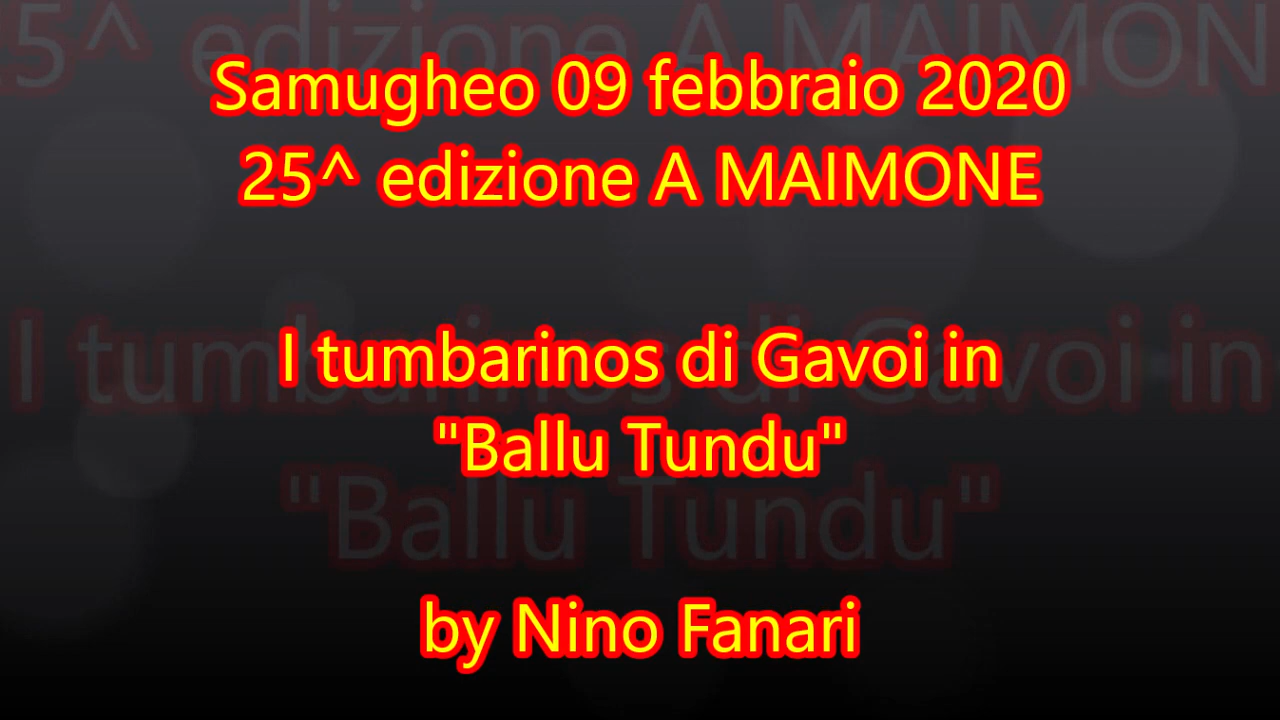 Samugheo 09 febbraio 2020
25^ edizione A MAIMONE
I tumbarinos di Gavoi in
"Ballu Tundu"
by Nino Fanari